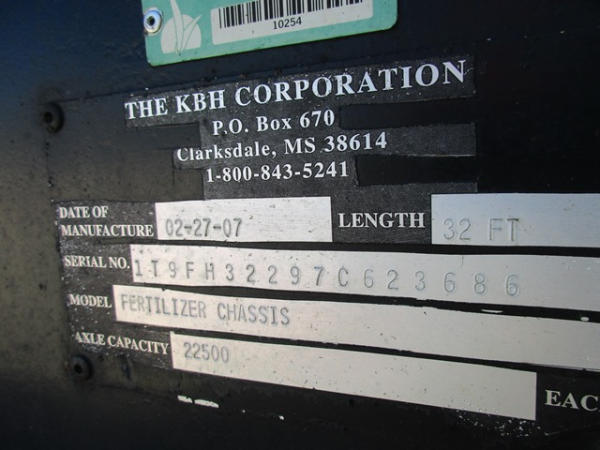 10254
THE KBH CORPORATION
P.O. Box 670
Clarksdale, MS 38614
1-800-843-5241
DATE OF MANUFACTURE 02-27-07 LENGTH 32 FT
SERIAL NO. 1T9FH32297C623686
MODEL FERTILIZER CHASSIS
AXLE CAPACITY 22500 EAC